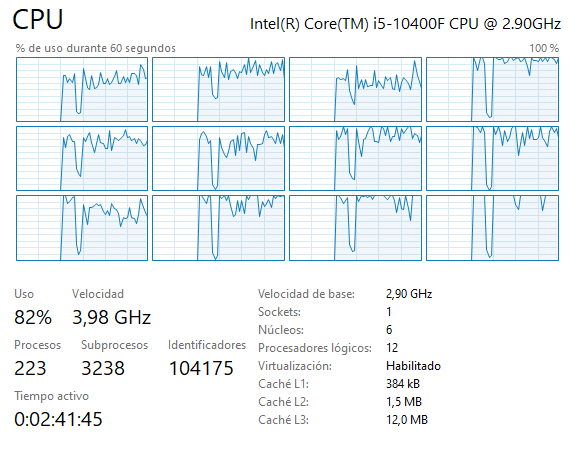 CPU Intel(R) Core(TM) i5-10400F CPU @ 2.90GHz
% de uso durante 60 segundos 100 %
Uso Velocidad
82% 3,98 GHz
Procesos Subprocesos Identificadores
223 3238 104175
Tiempo activo
0:02:41:45
Velocidad de base: 2,90 GHz
Sockets: 1
Núcleos: 6
Procesadores lógicos: 12
Virtualización: Habilitado
Caché L1: 384 kB
Caché L2: 1,5 MB
Caché L3: 12,0 MB